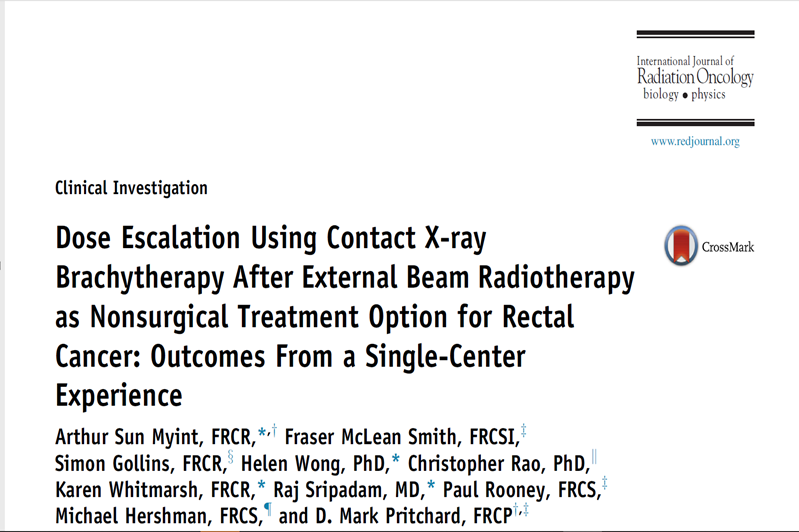 International Journal of
Radiation Oncology
biology • physics
www.redjournal.org
Clinical Investigation
CrossMark
Dose Escalation Using Contact X-ray
Brachytherapy After External Beam Radiotherapy
as Nonsurgical Treatment Option for Rectal
Cancer: Outcomes From a Single-Center
Experience
Arthur Sun Myint, FRCR,*,† Fraser McLean Smith, FRCSI,‡
Simon Gollins, FRCR,§ Helen Wong, PhD,* Christopher Rao, PhD,‖
Karen Whitmarsh, FRCR,* Raj Sripadam, MD,* Paul Rooney, FRCS,‡
Michael Hershman, FRCS,¶ and D. Mark Pritchard, FRCP†,‡